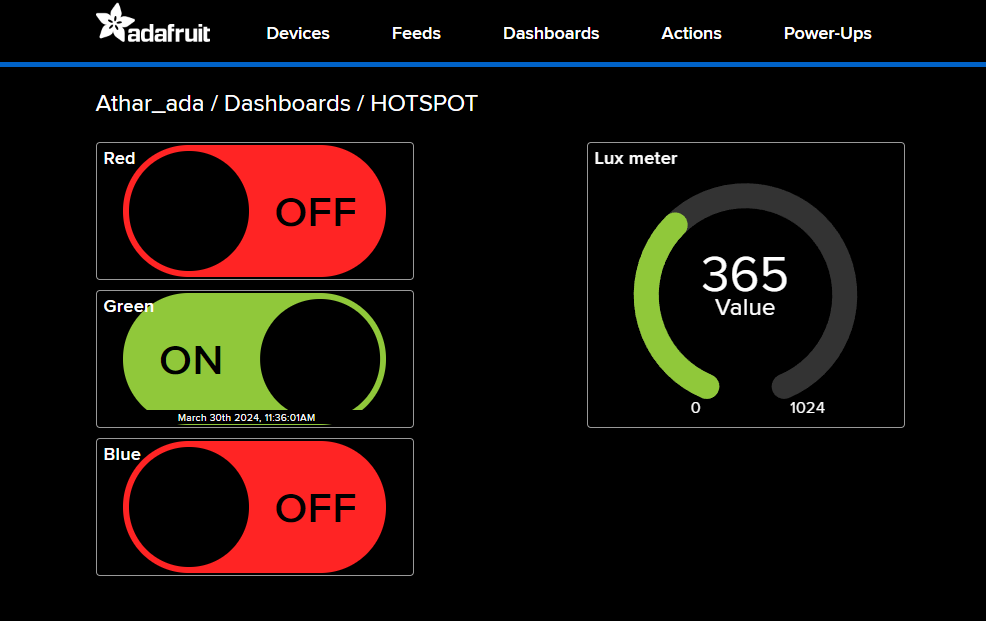 adafruit
Devices Feeds Dashboards Actions Power-Ups
Athar_ada / Dashboards / HOTSPOT
Red
OFF
Green
ON
March 30th 2024, 11:36:01AM
Blue
OFF
Lux meter
365
Value
0 1024